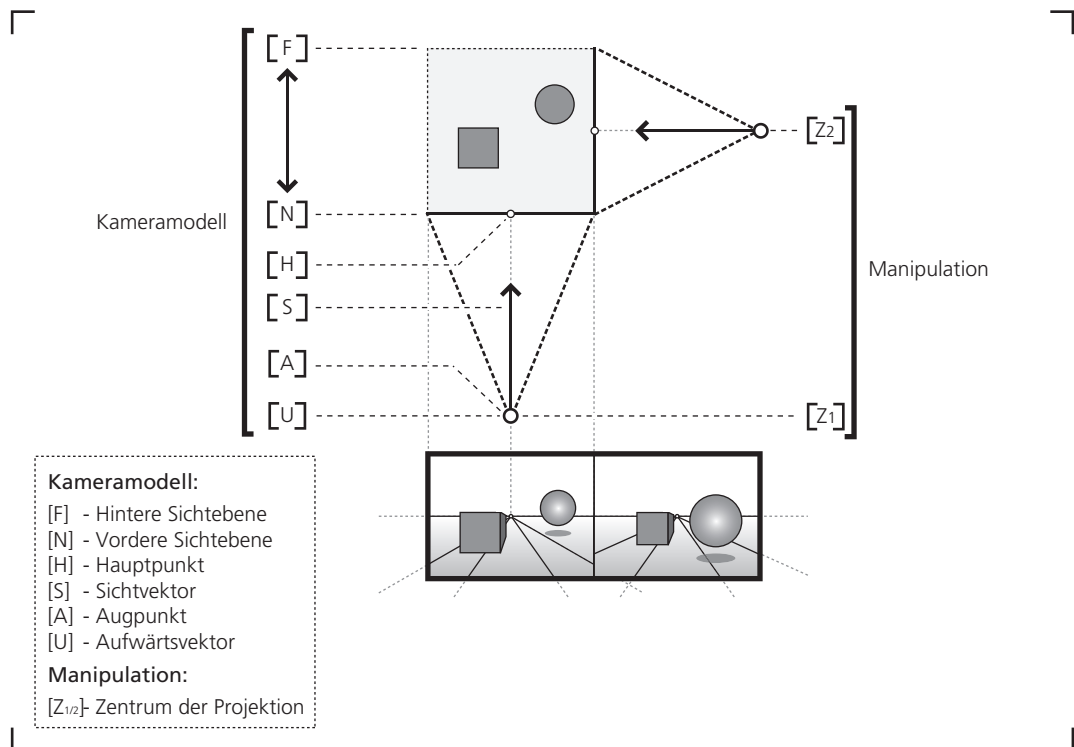 [F]
[Z2]
Kameramodell
[N]
[H]
Manipulation
[S]
[A]
[U]
[Z1]
Kameramodell:
[F] - Hintere Sichtebene
[N] - Vordere Sichtebene
[H] - Hauptpunkt
[S] - Sichtvektor
[A] - Augpunkt
[U] - Aufwärtsvektor
Manipulation:
[Z1/2]- Zentrum der Projektion